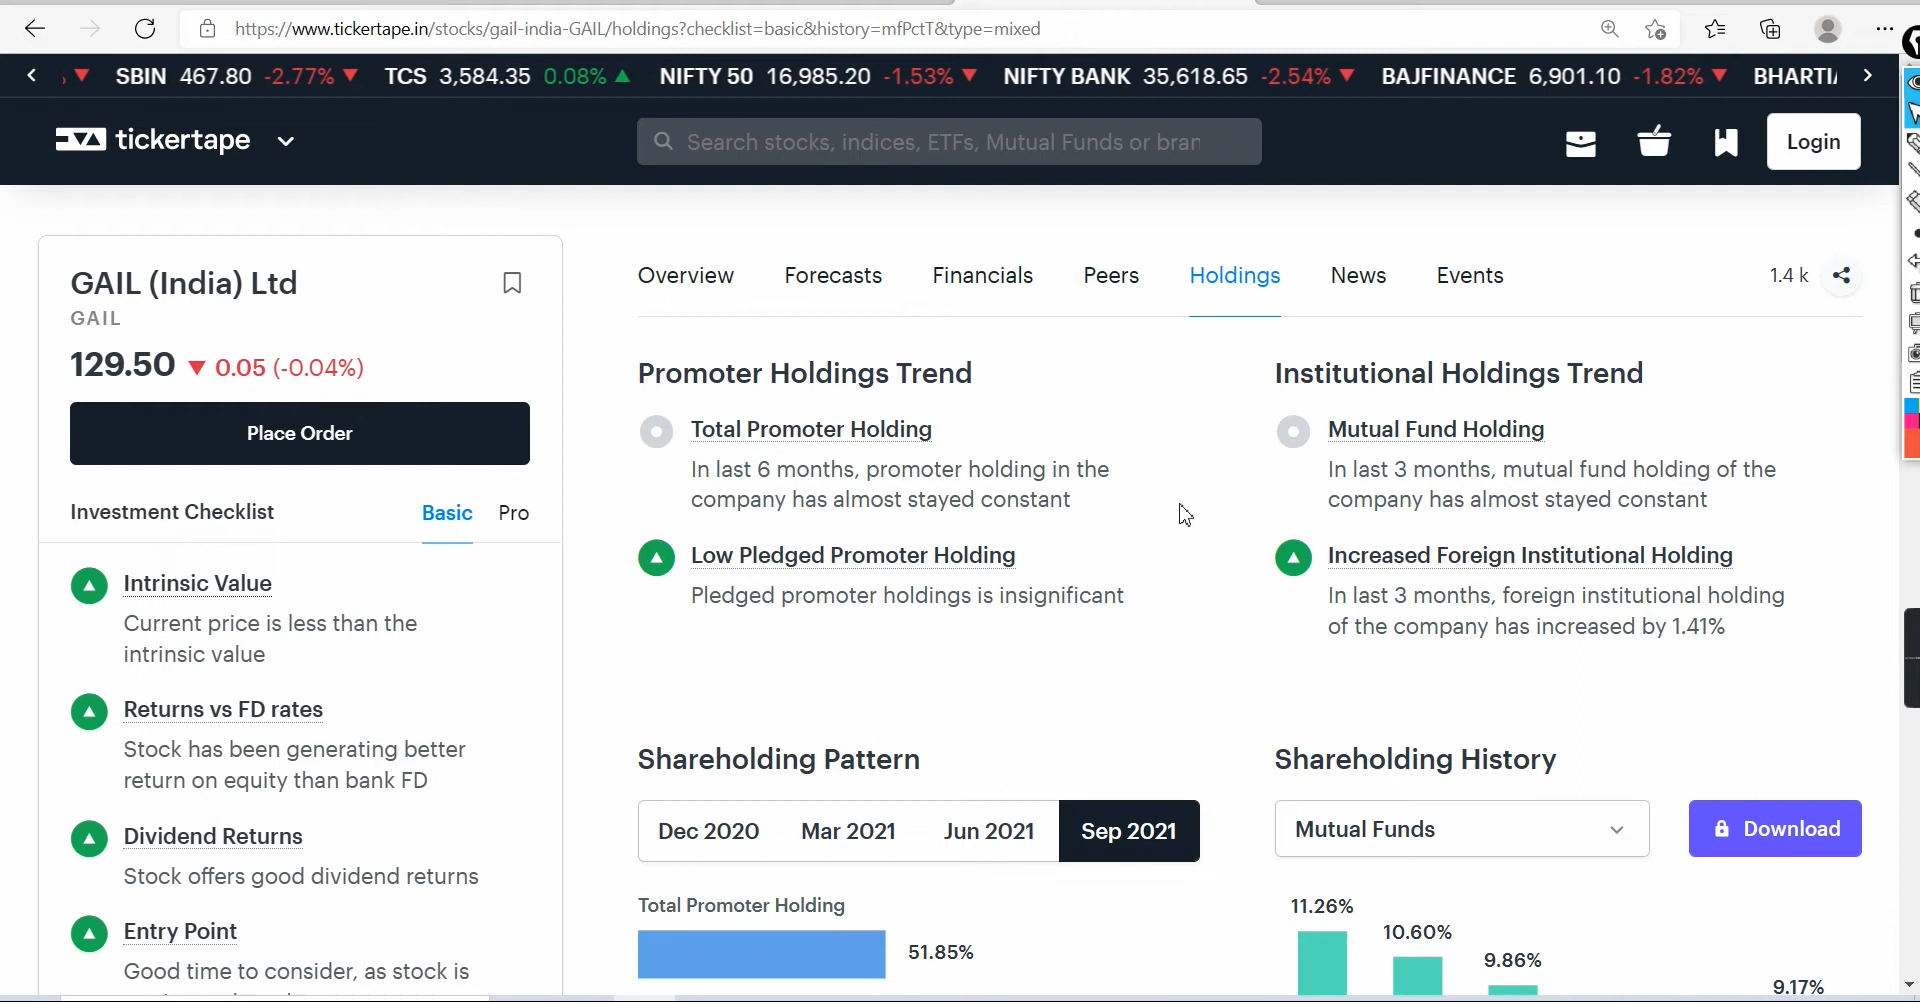 https://www.tickertape.in/stocks/gail-india-GAIL/holdings?checklist=basic&history=mfPctT&type=mixed
SBIN 467.80 -2.77% ▼ TCS 3,584.35 0.08% ▲ NIFTY 50 16,985.20 -1.53% ▼ NIFTY BANK 35,618.65 -2.54% ▼ BAJFINANCE 6,901.10 -1.82% ▼ BHARTI
tickertape
Search stocks, indices, ETFs, Mutual Funds or bran
Login
GAIL (India) Ltd
GAIL
129.50 ▼ 0.05 (-0.04%)
Place Order
Investment Checklist Basic Pro
Intrinsic Value
Current price is less than the
intrinsic value
Returns vs FD rates
Stock has been generating better
return on equity than bank FD
Dividend Returns
Stock offers good dividend returns
Entry Point
Good time to consider, as stock is
Overview Forecasts Financials Peers Holdings News Events 1.4 k
Promoter Holdings Trend
Total Promoter Holding
In last 6 months, promoter holding in the
company has almost stayed constant
Low Pledged Promoter Holding
Pledged promoter holdings is insignificant
Institutional Holdings Trend
Mutual Fund Holding
In last 3 months, mutual fund holding of the
company has almost stayed constant
Increased Foreign Institutional Holding
In last 3 months, foreign institutional holding
of the company has increased by 1.41%
Shareholding Pattern
Dec 2020 Mar 2021 Jun 2021 Sep 2021
Total Promoter Holding
51.85%
Shareholding History
Mutual Funds
Download
11.26%
10.60%
9.86%
9.17%